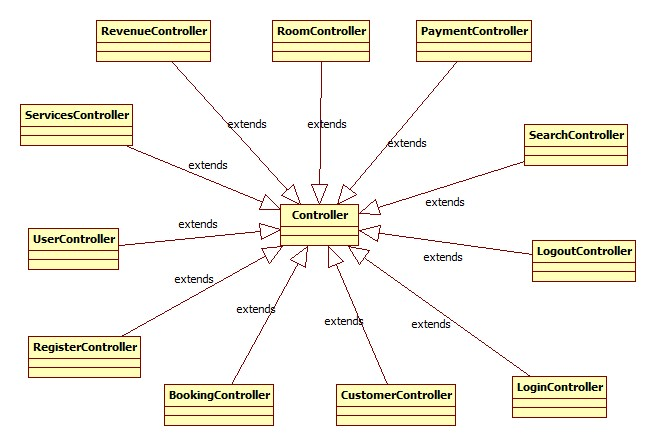 RevenueController
RoomController
PaymentController
extends
extends
extends
ServicesController
SearchController
extends
extends
Controller
UserController
extends
LogoutController
extends
extends
extends
extends
extends
RegisterController
BookingController
CustomerController
LoginController